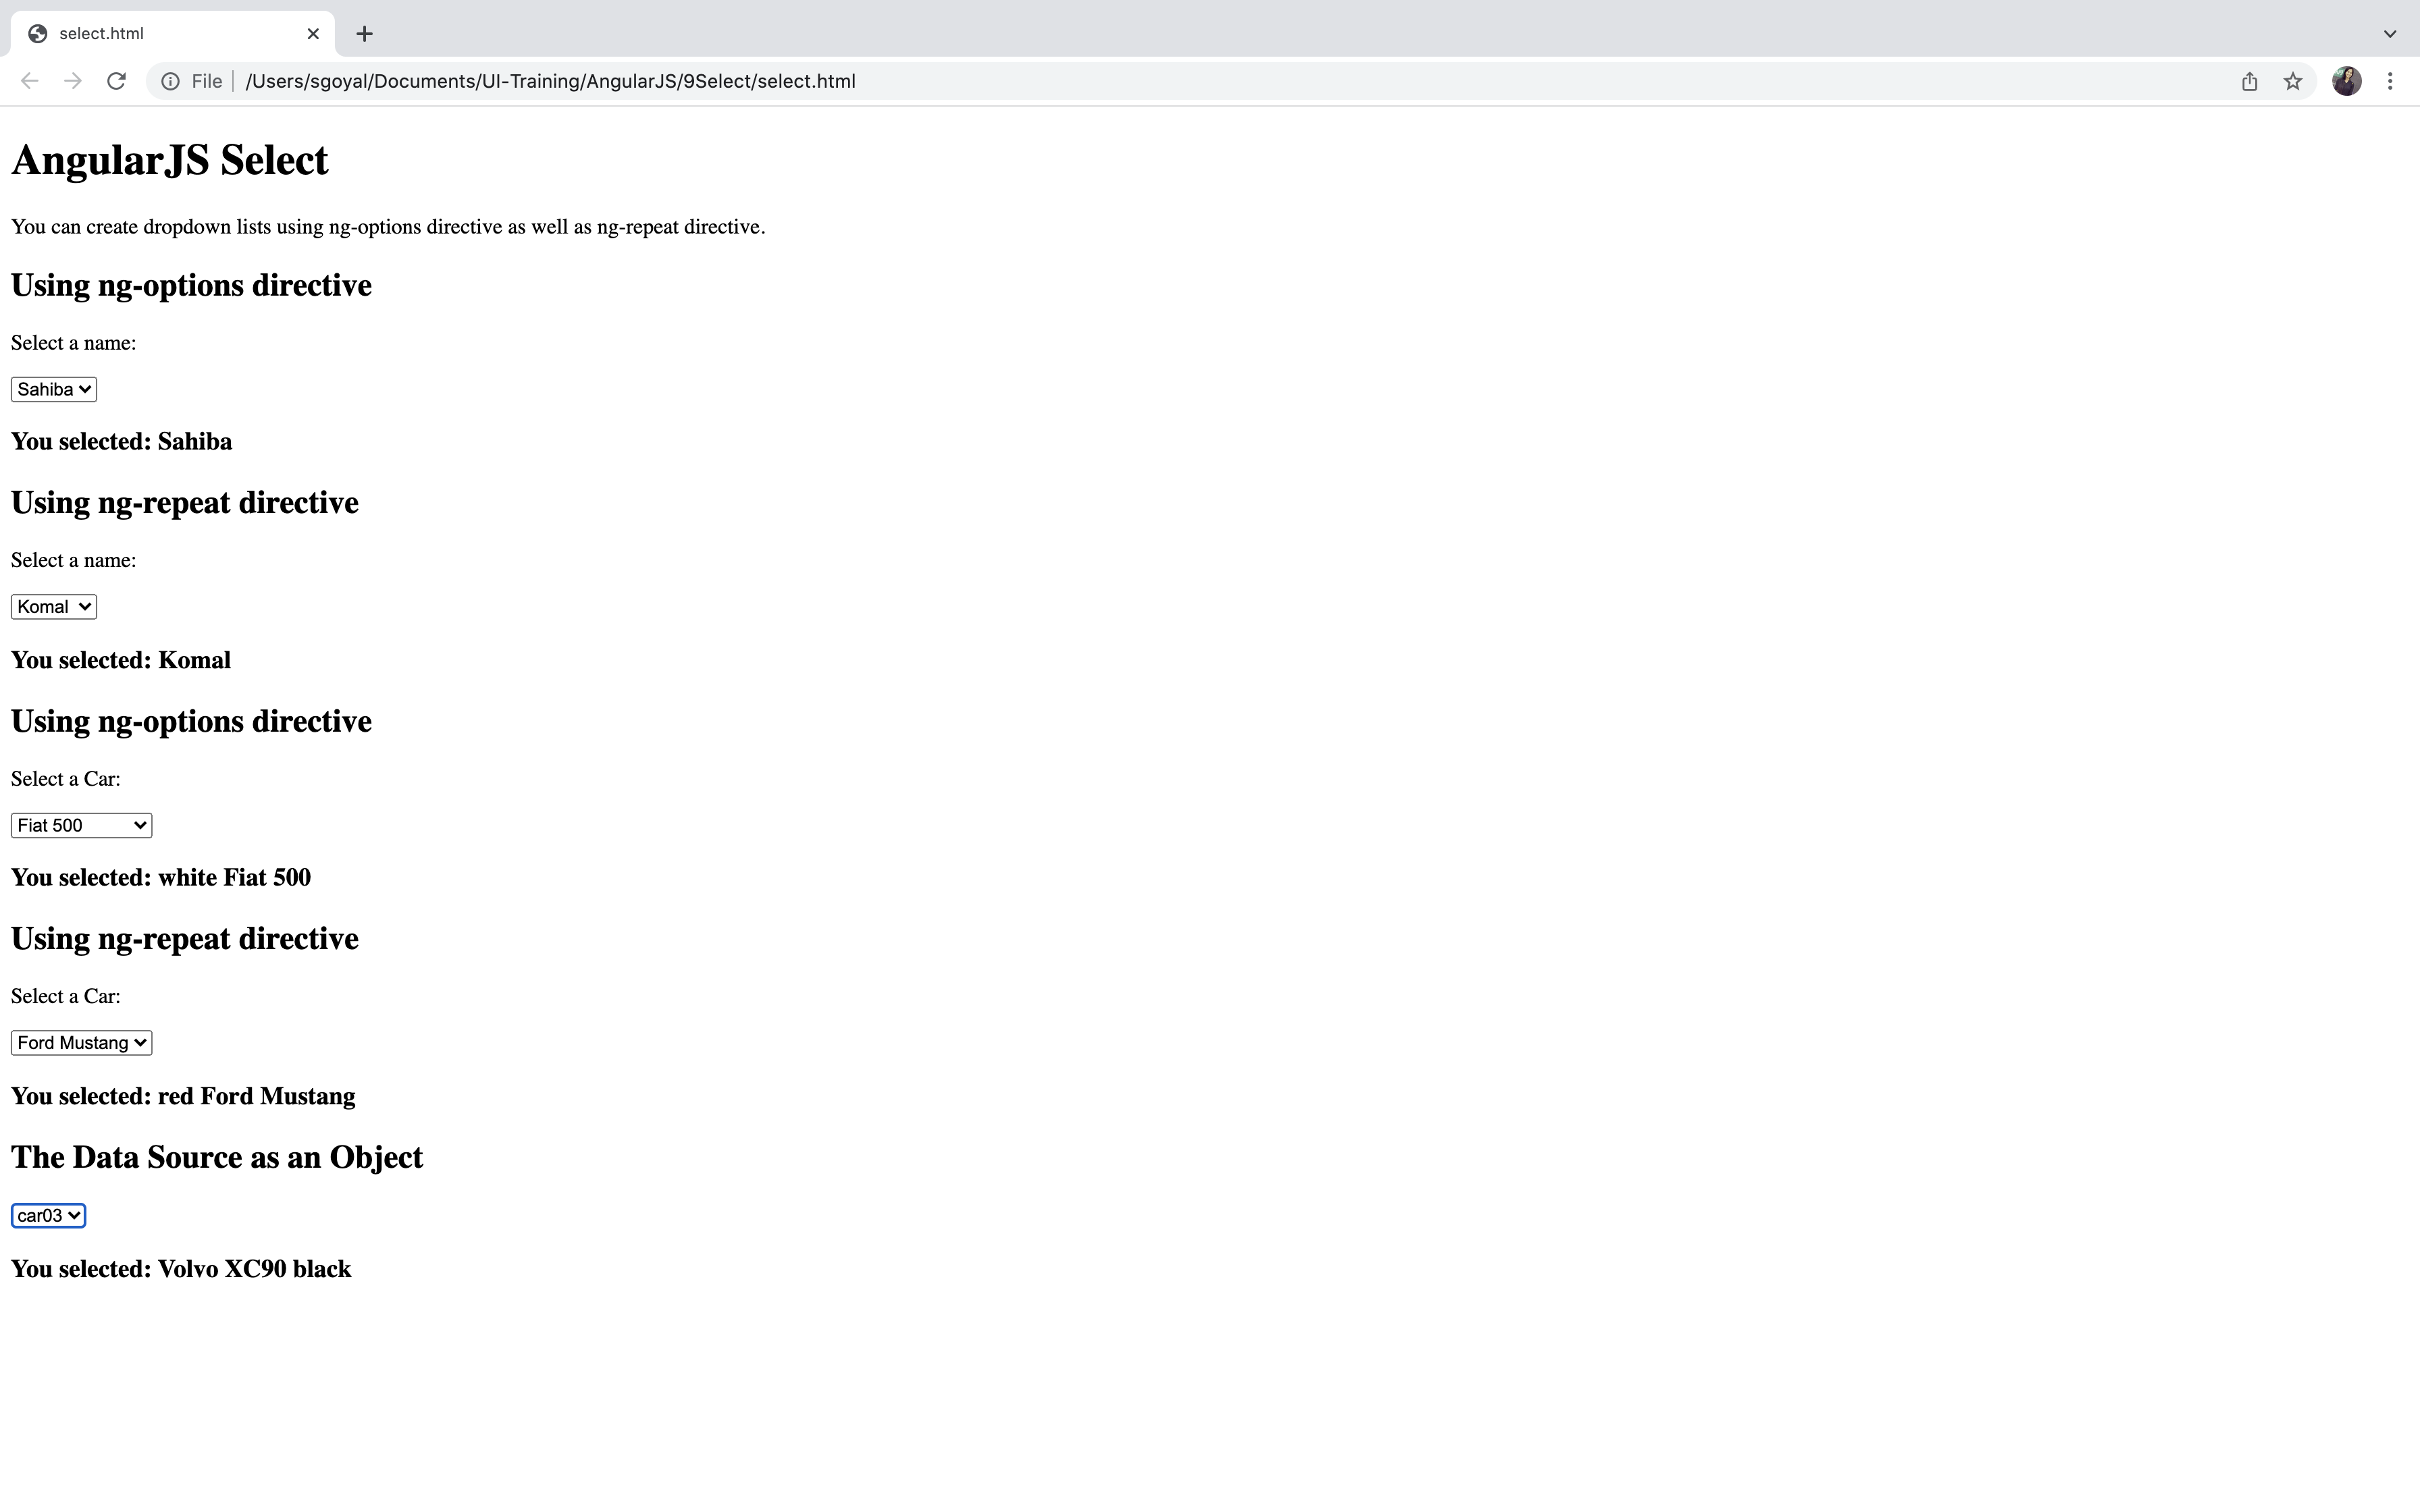 select.html
File /Users/sgoyal/Documents/UI-Training/AngularJS/9Select/select.html
AngularJS Select
You can create dropdown lists using ng-options directive as well as ng-repeat directive.
Using ng-options directive
Select a name:
Sahiba
You selected: Sahiba
Using ng-repeat directive
Select a name:
Komal
You selected: Komal
Using ng-options directive
Select a Car:
Fiat 500
You selected: white Fiat 500
Using ng-repeat directive
Select a Car:
Ford Mustang
You selected: red Ford Mustang
The Data Source as an Object
car03
You selected: Volvo XC90 black